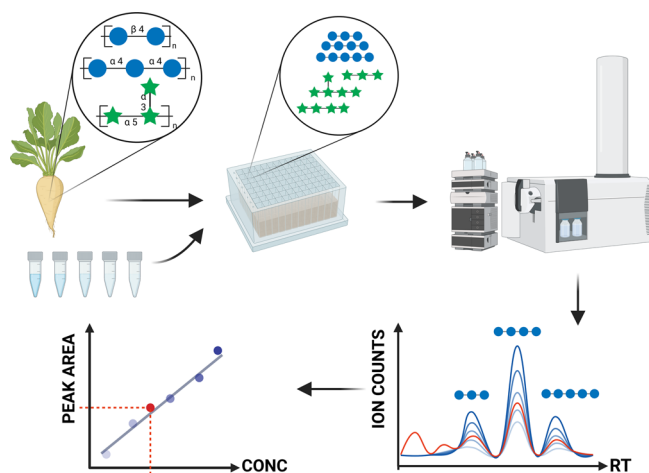 β 4
n
α 4 α 4
n
α
3
α 5
n
PEAK AREA
CONC
ION COUNTS
RT